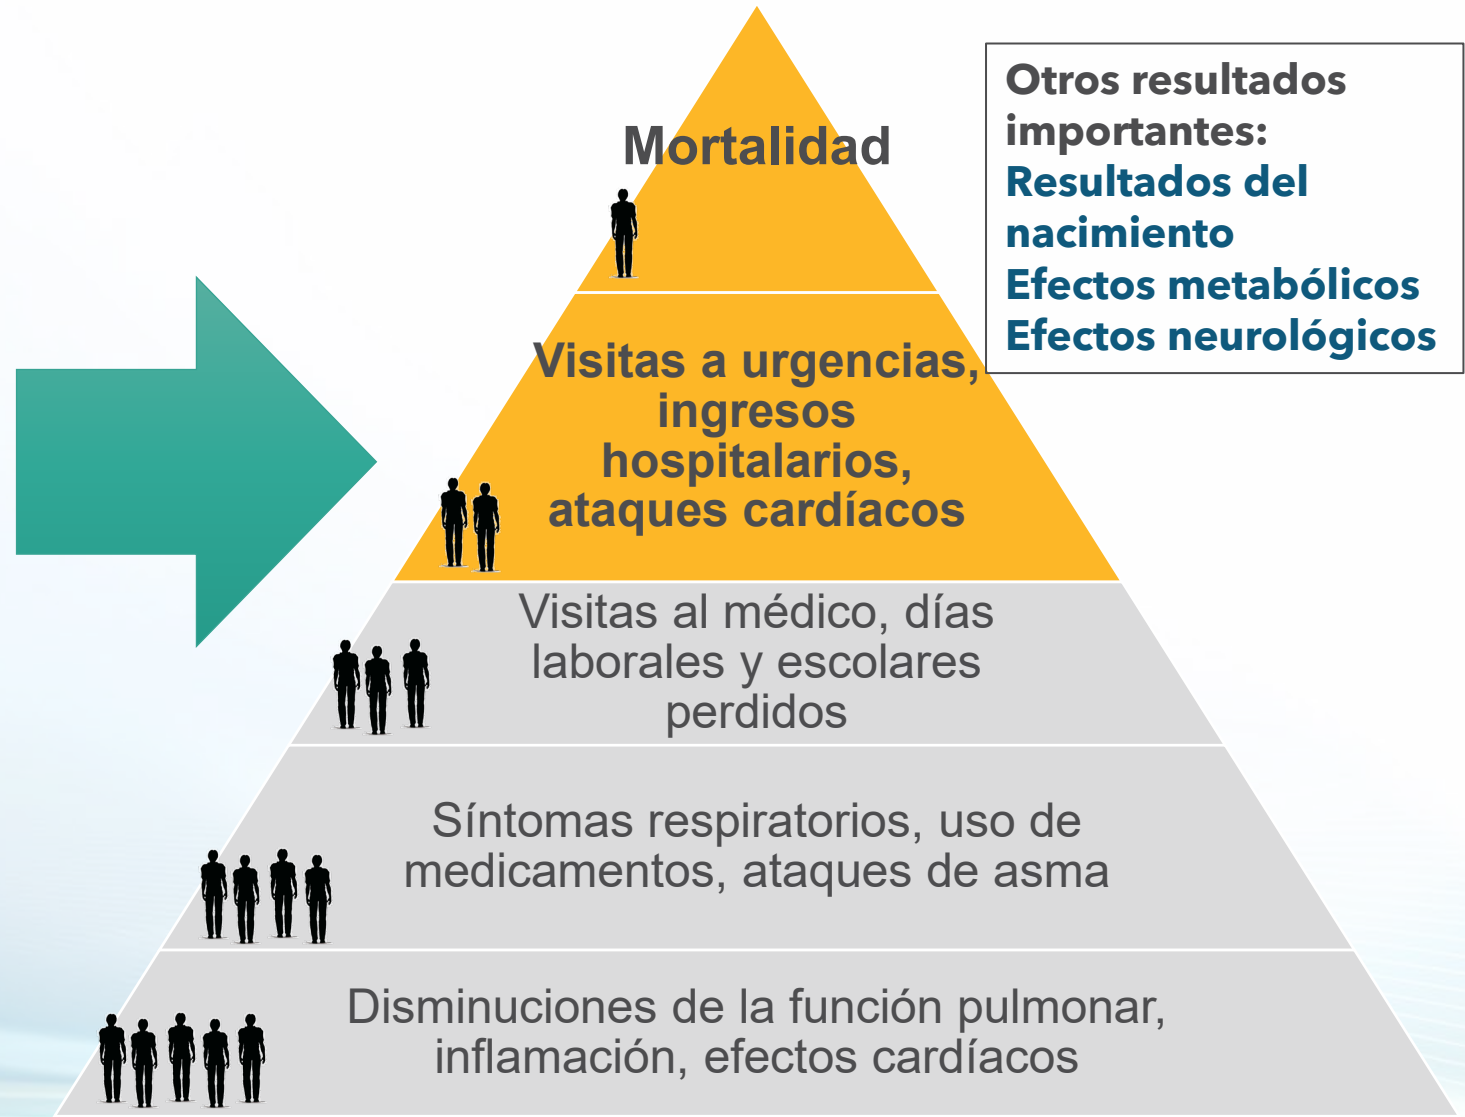 Mortalidad
Otros resultados
importantes:
Resultados del
nacimiento
Efectos metabólicos
Efectos neurológicos
Visitas a urgencias,
ingresos
hospitalarios,
ataques cardíacos
Visitas al médico, días
laborales y escolares
perdidos
Síntomas respiratorios, uso de
medicamentos, ataques de asma
Disminuciones de la función pulmonar,
inflamación, efectos cardíacos